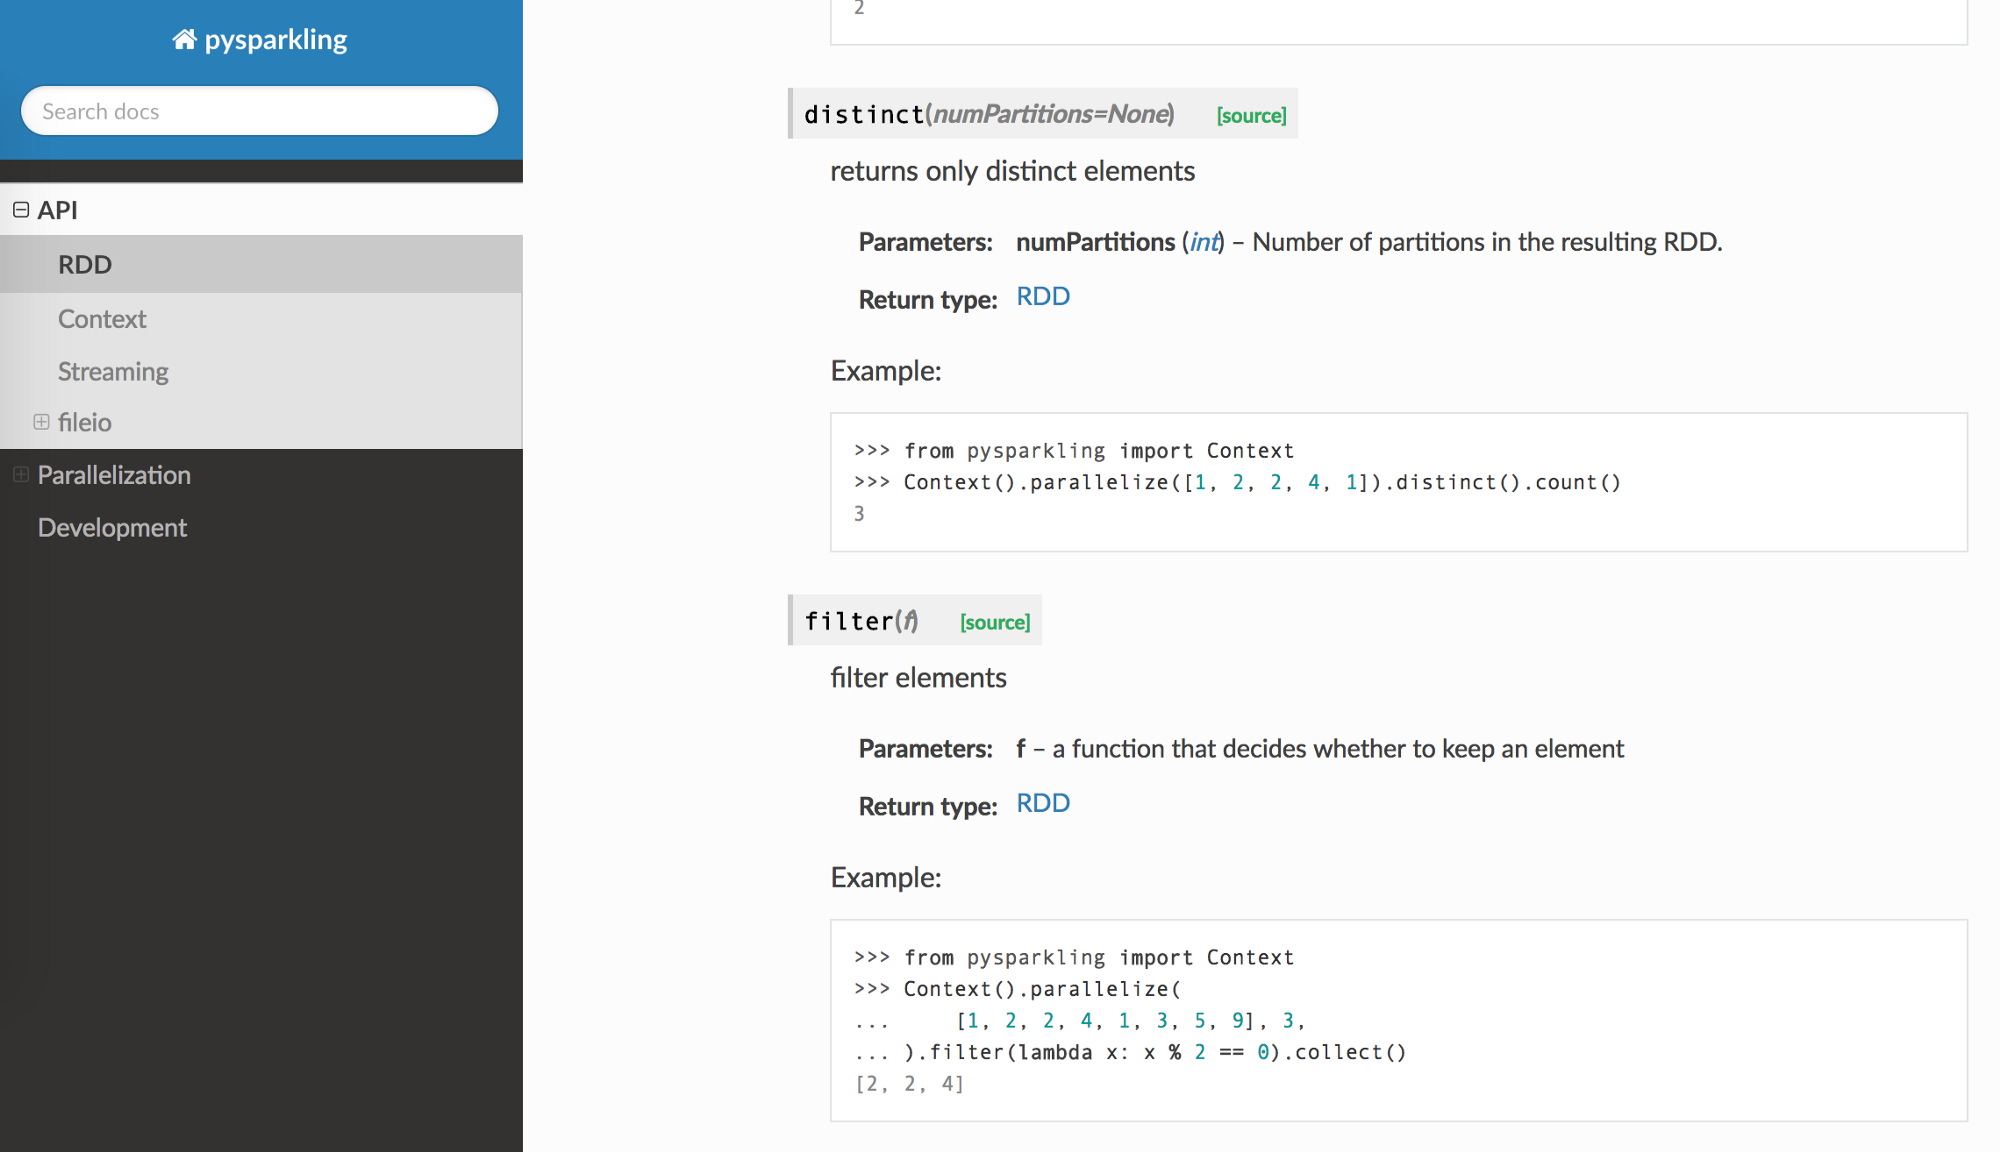 pysparkling
Search docs
API
RDD
Context
Streaming
fileio
Parallelization
Development
2
distinct(numPartitions=None) [source]
returns only distinct elements
Parameters: numPartitions (int) – Number of partitions in the resulting RDD.
Return type: RDD
Example:
>>> from pysparkling import Context
>>> Context().parallelize([1, 2, 2, 4, 1]).distinct().count()
3
filter(f) [source]
filter elements
Parameters: f – a function that decides whether to keep an element
Return type: RDD
Example:
>>> from pysparkling import Context
>>> Context().parallelize(
...     [1, 2, 2, 4, 1, 3, 5, 9], 3,
... ).filter(lambda x: x % 2 == 0).collect()
[2, 2, 4]